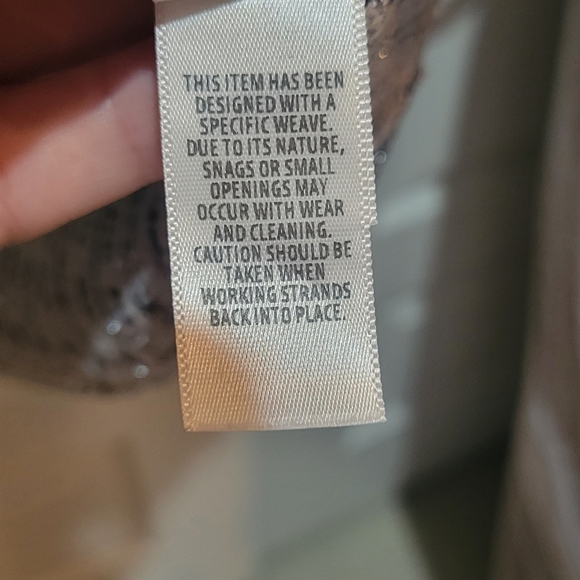 THIS ITEM HAS BEEN
DESIGNED WITH A
SPECIFIC WEAVE.
DUE TO ITS NATURE,
SNAGS OR SMALL
OPENINGS MAY
OCCUR WITH WEAR
AND CLEANING.
CAUTION SHOULD BE
TAKEN WHEN
WORKING STRANDS
BACK INTO PLACE.